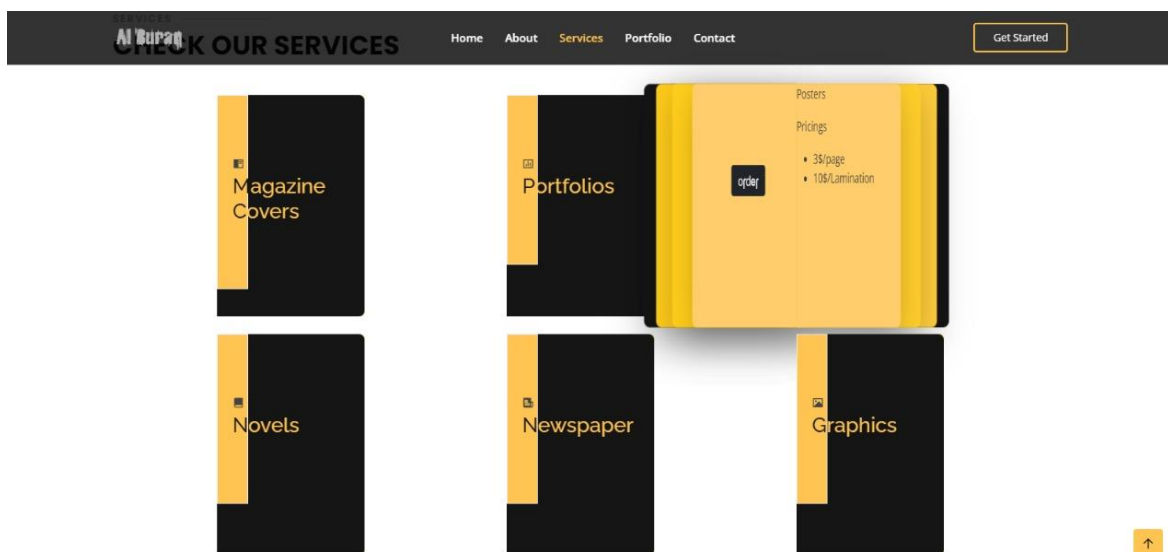 SERVICES
CHECK OUR SERVICES
Al Buraq
Home About Services Portfolio Contact
Get Started
Magazine
Covers
Portfolios
order
Posters
Pricings
3$/page
10$/Lamination
Novels
Newspaper
Graphics